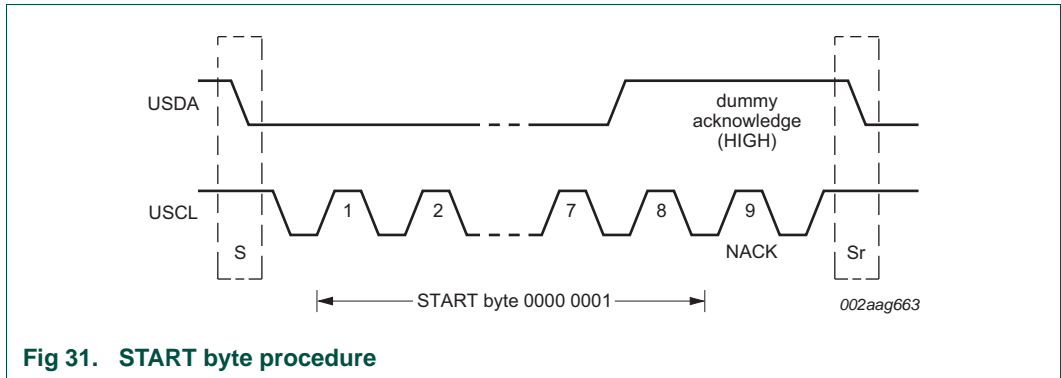 USDA
dummy
acknowledge
(HIGH)
USCL
1
2
7
8
9
S
NACK
Sr
START byte 0000 0001
002aag663
Fig 31. START byte procedure